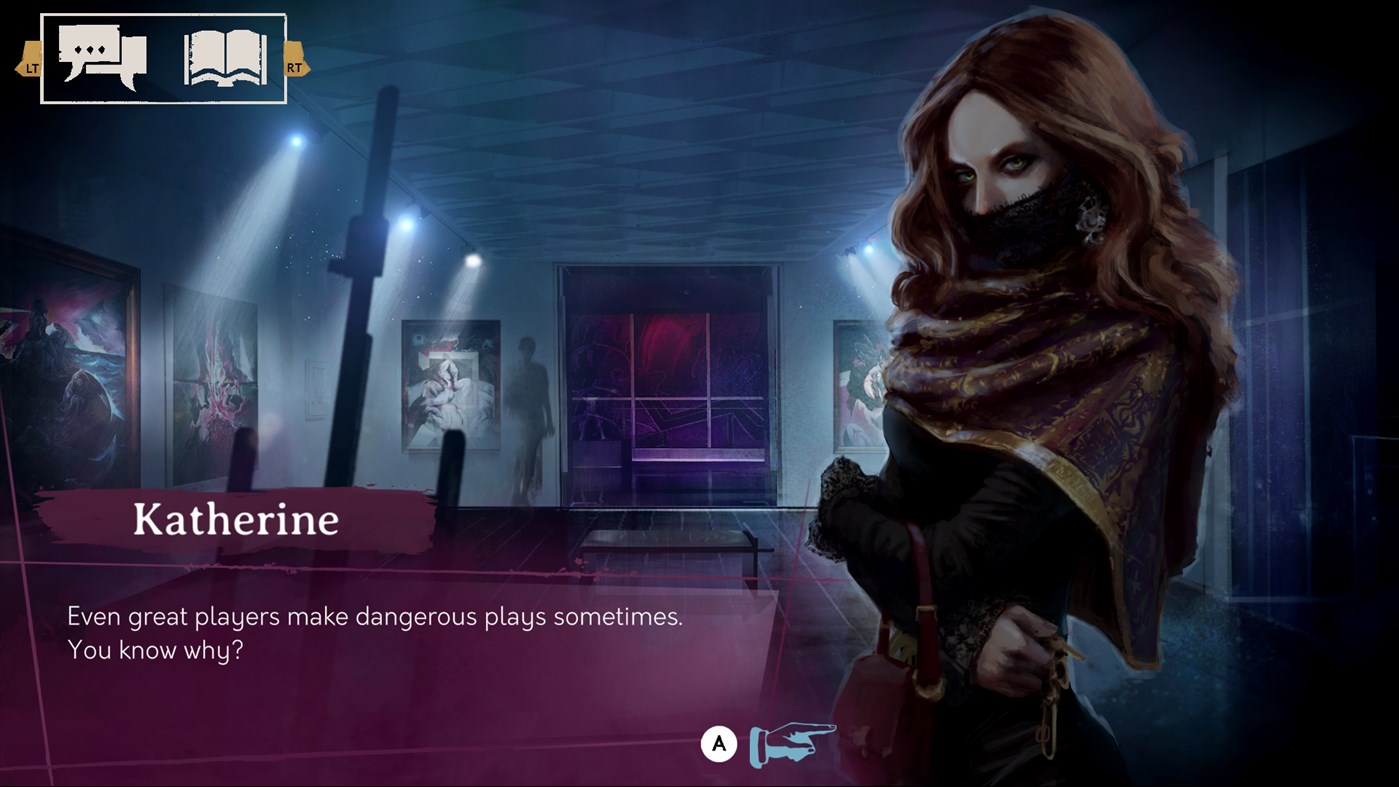 LT
RT
Katherine
Even great players make dangerous plays sometimes.
You know why?
A